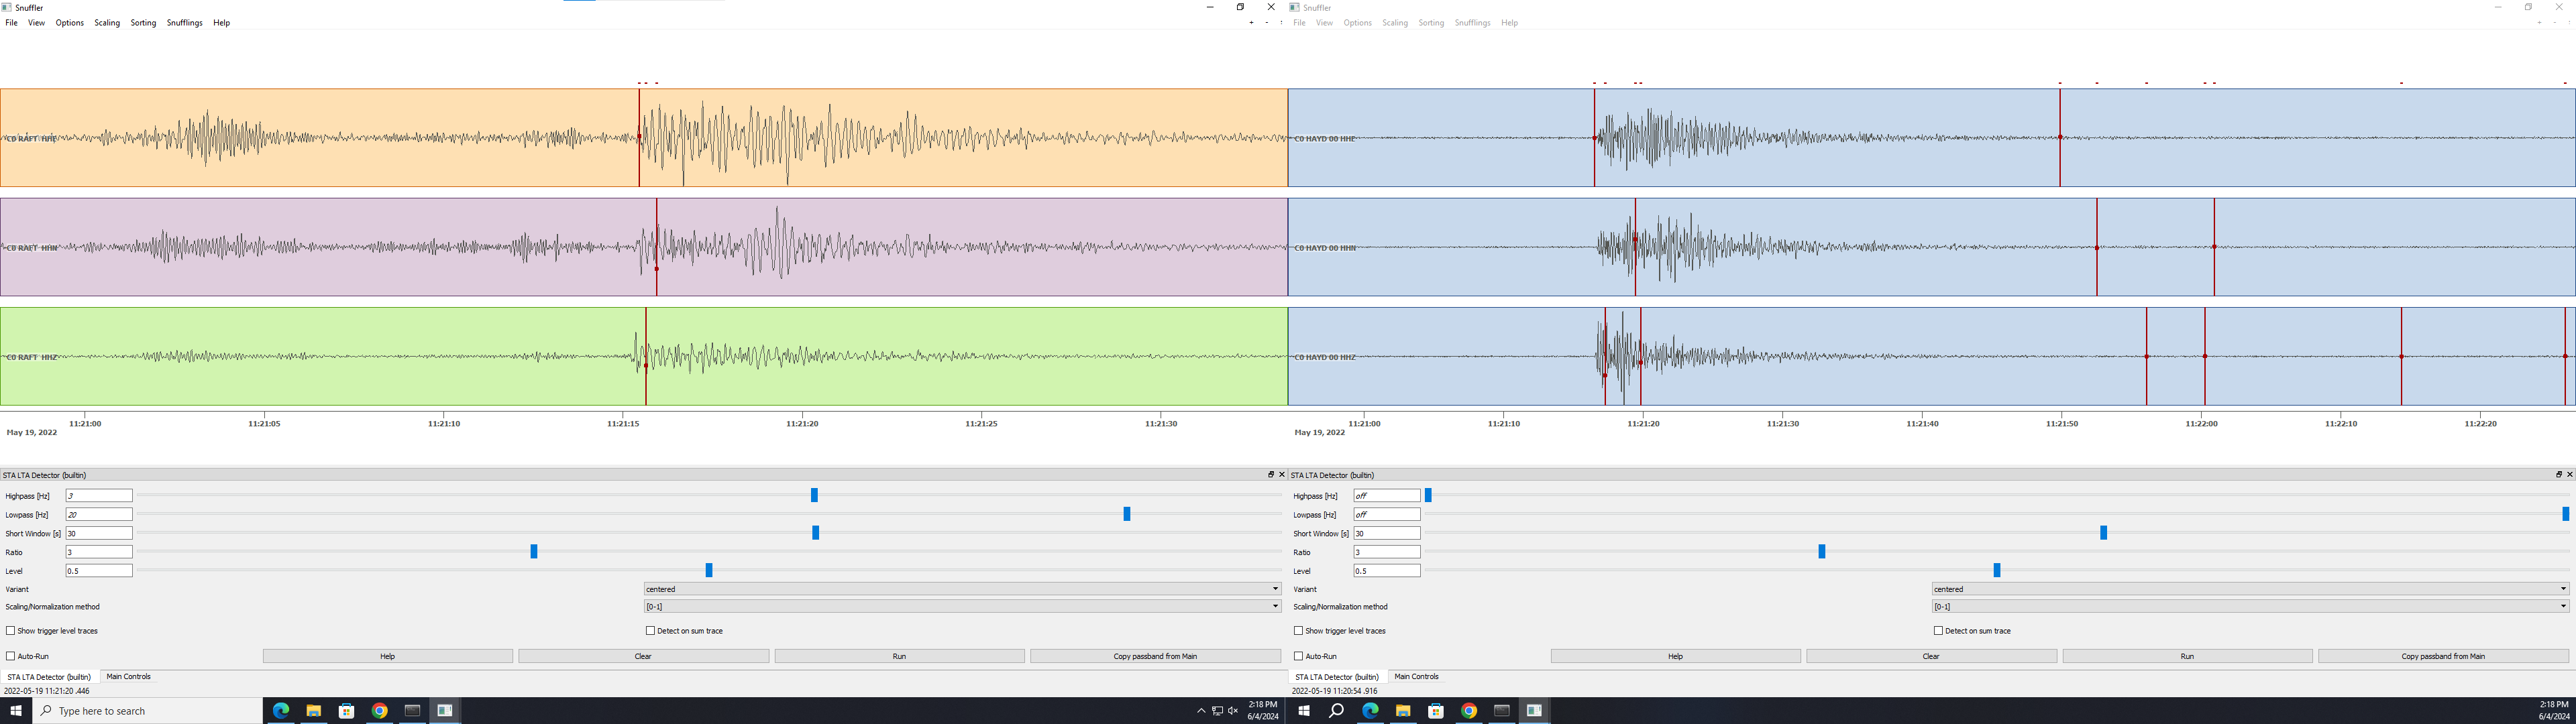 Snuffler
File View Options Scaling Sorting Snufflings Help
C0 RAFT HHE
C0 RAFT HHN
C0 RAFT HHZ
11:21:00 11:21:05 11:21:10 11:21:15 11:21:20 11:21:25 11:21:30
May 19, 2022
STA LTA Detector (builtin)
Highpass [Hz] 3
Lowpass [Hz] 20
Short Window [s] 30
Ratio 3
Level 0.5
Variant centered
Scaling/Normalization method [0-1]
Show trigger level traces Detect on sum trace
Auto-Run Help Clear Run Copy passband from Main
STA LTA Detector (builtin) Main Controls
2022-05-19 11:21:20 .446
Type here to search
2:18 PM
6/4/2024
Snuffler
File View Options Scaling Sorting Snufflings Help
C0 HAYD 00 HHE
C0 HAYD 00 HHN
C0 HAYD 00 HHZ
11:21:00 11:21:10 11:21:20 11:21:30 11:21:40 11:21:50 11:22:00 11:22:10 11:22:20
May 19, 2022
STA LTA Detector (builtin)
Highpass [Hz] off
Lowpass [Hz] off
Short Window [s] 30
Ratio 3
Level 0.5
Variant centered
Scaling/Normalization method [0-1]
Show trigger level traces Detect on sum trace
Auto-Run Help Clear Run Copy passband from Main
STA LTA Detector (builtin) Main Controls
2022-05-19 11:20:54 .916
2:18 PM
6/4/2024